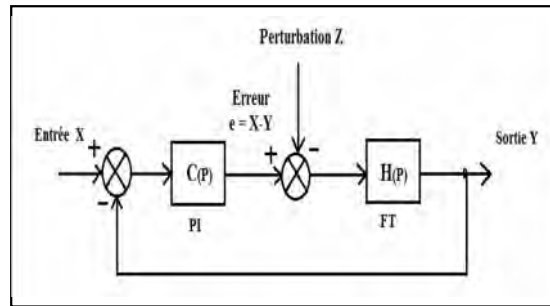 Perturbation Z
Erreur
e = X-Y
Entrée X
+
-
C(P)
PI
+
-
H(P)
FT
Sortie Y